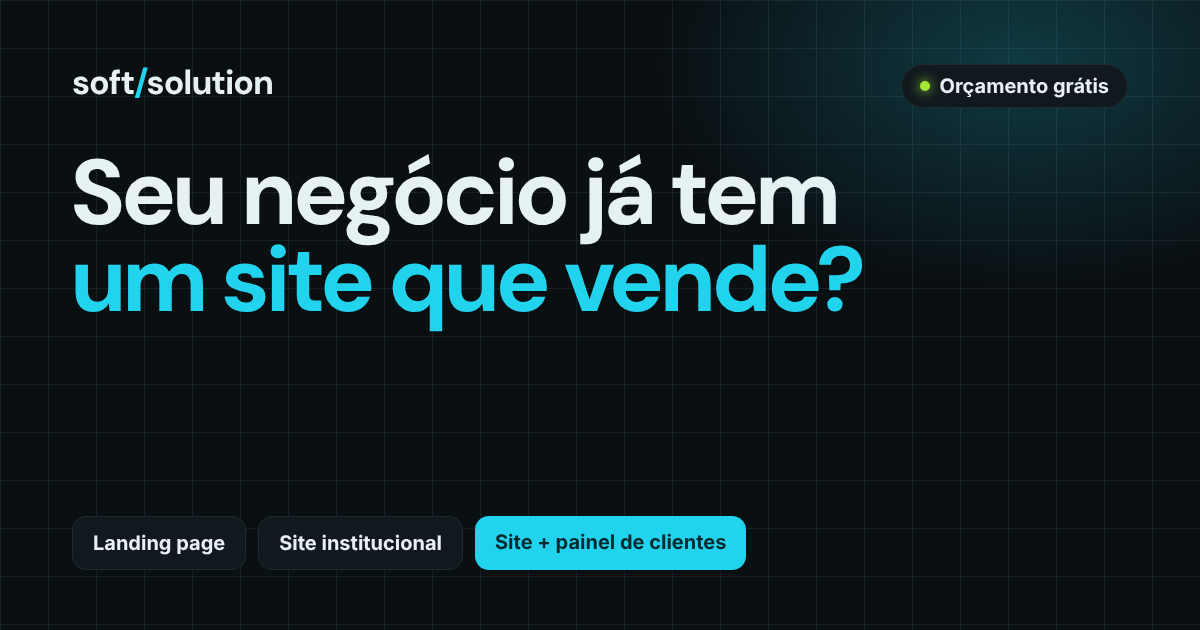 soft/solution
Orçamento grátis
Seu negócio já tem
um site que vende?
Landing page
Site institucional
Site + painel de clientes